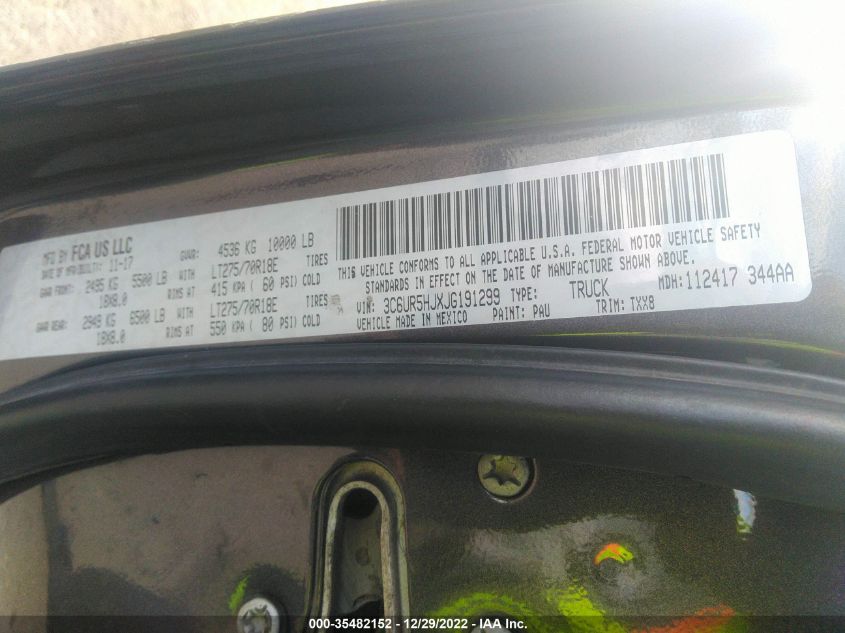 MFG BY FCA US LLC
DATE OF MFR/BUILT: 11-17 GVWR: 4536 KG 10000 LB
GAWR FRONT: 2495 KG 5500 LB WITH LT275/70R18E TIRES
18X8.0 RIMS AT 415 KPA ( 60 PSI) COLD
GAWR REAR: 2948 KG 6500 LB WITH LT275/70R18E TIRES
18X8.0 RIMS AT 550 KPA ( 80 PSI) COLD
THIS VEHICLE CONFORMS TO ALL APPLICABLE U.S.A. FEDERAL MOTOR VEHICLE SAFETY
STANDARDS IN EFFECT ON THE DATE OF MANUFACTURE SHOWN ABOVE.
VIN: 3C6UR5HJXJG191299 TYPE: TRUCK MDH: 112417 344AA
VEHICLE MADE IN MEXICO PAINT: PAU TRIM: TXX8
000-35482152 - 12/29/2022 - IAA Inc.